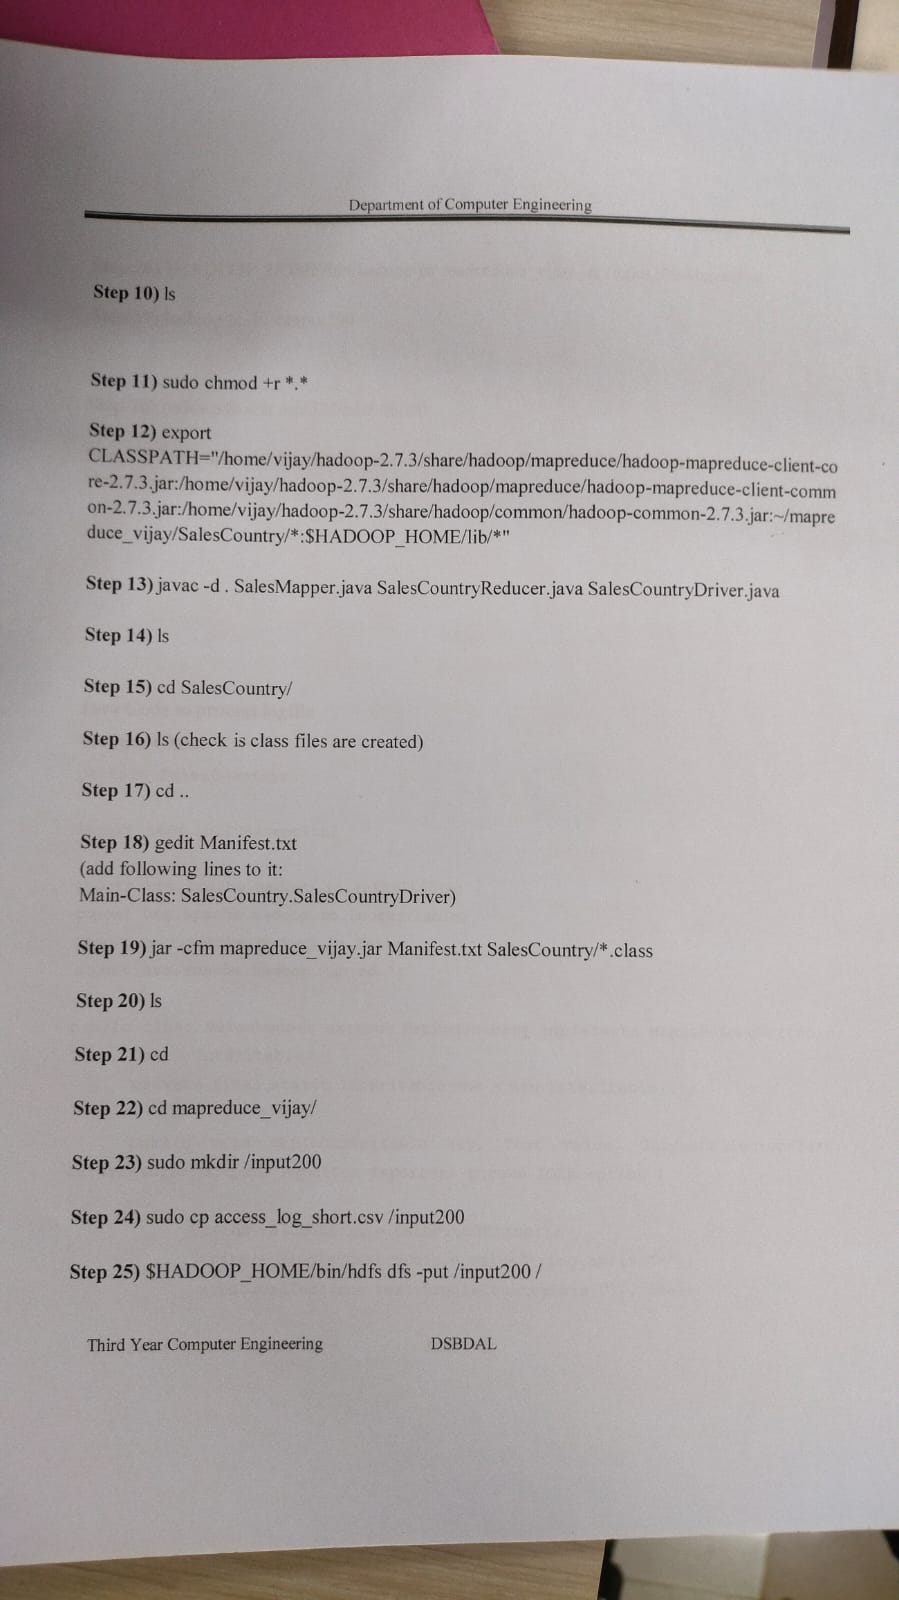 Department of Computer Engineering
Step 10) ls
Step 11) sudo chmod +r *.*
Step 12) export
CLASSPATH="/home/vijay/hadoop-2.7.3/share/hadoop/mapreduce/hadoop-mapreduce-client-co
re-2.7.3.jar:/home/vijay/hadoop-2.7.3/share/hadoop/mapreduce/hadoop-mapreduce-client-comm
on-2.7.3.jar:/home/vijay/hadoop-2.7.3/share/hadoop/common/hadoop-common-2.7.3.jar:~/mapre
duce_vijay/SalesCountry/*:$HADOOP_HOME/lib/*"
Step 13) javac -d . SalesMapper.java SalesCountryReducer.java SalesCountryDriver.java
Step 14) ls
Step 15) cd SalesCountry/
Step 16) ls (check is class files are created)
Step 17) cd ..
Step 18) gedit Manifest.txt
(add following lines to it:
Main-Class: SalesCountry.SalesCountryDriver)
Step 19) jar -cfm mapreduce_vijay.jar Manifest.txt SalesCountry/*.class
Step 20) ls
Step 21) cd
Step 22) cd mapreduce_vijay/
Step 23) sudo mkdir /input200
Step 24) sudo cp access_log_short.csv /input200
Step 25) $HADOOP_HOME/bin/hdfs dfs -put /input200 /
Third Year Computer Engineering DSBDAL